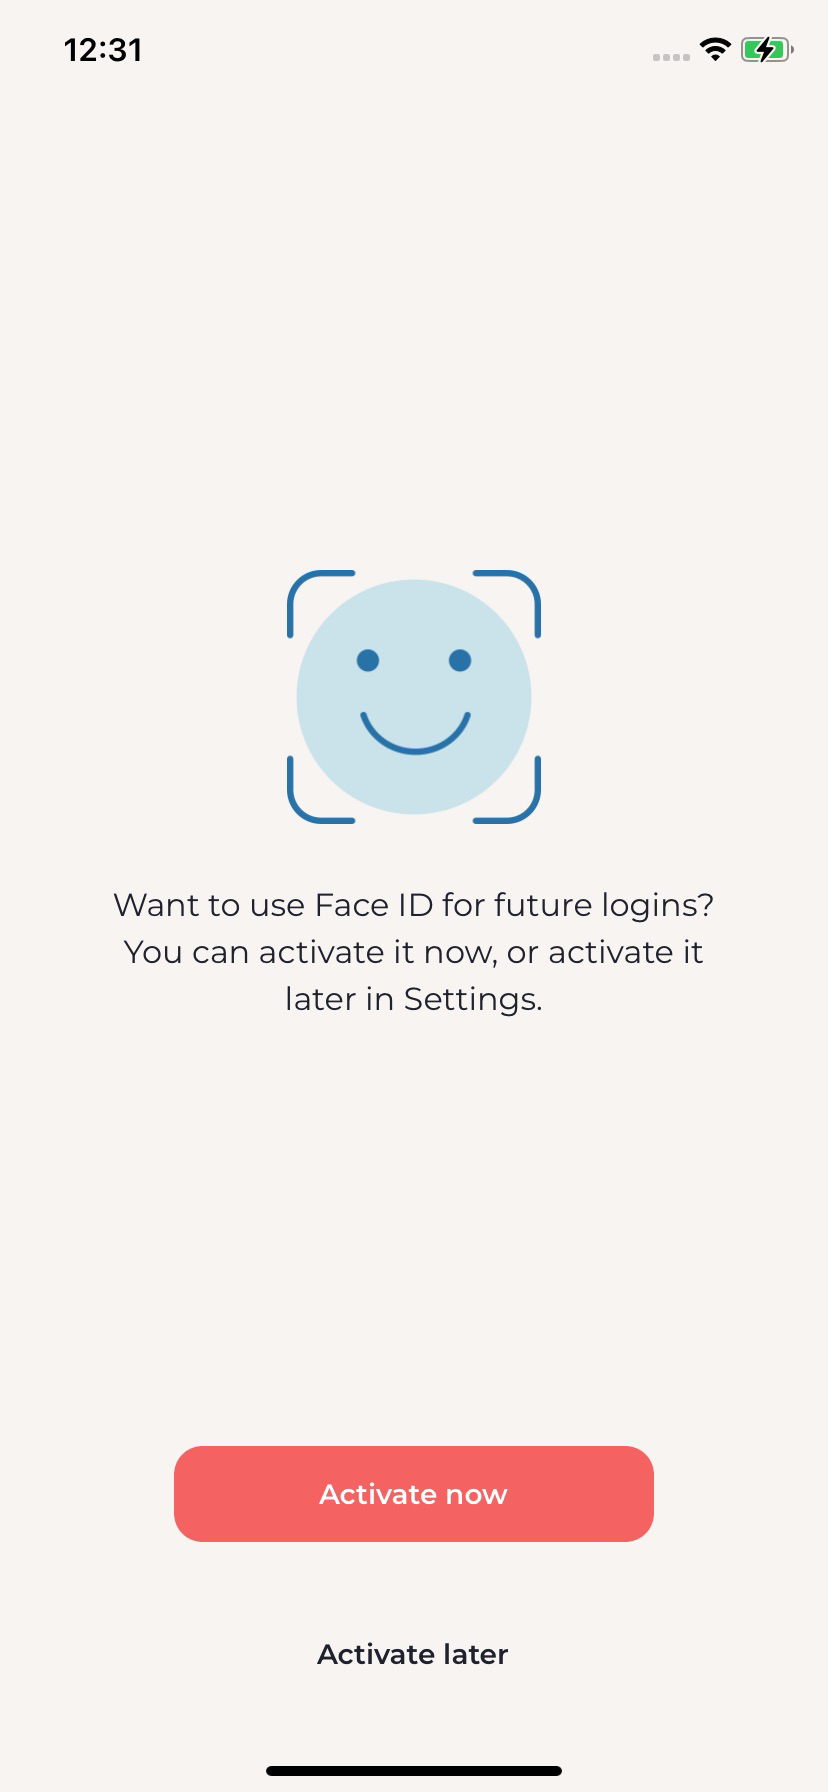 12:31
Want to use Face ID for future logins?
You can activate it now, or activate it
later in Settings.
Activate now
Activate later